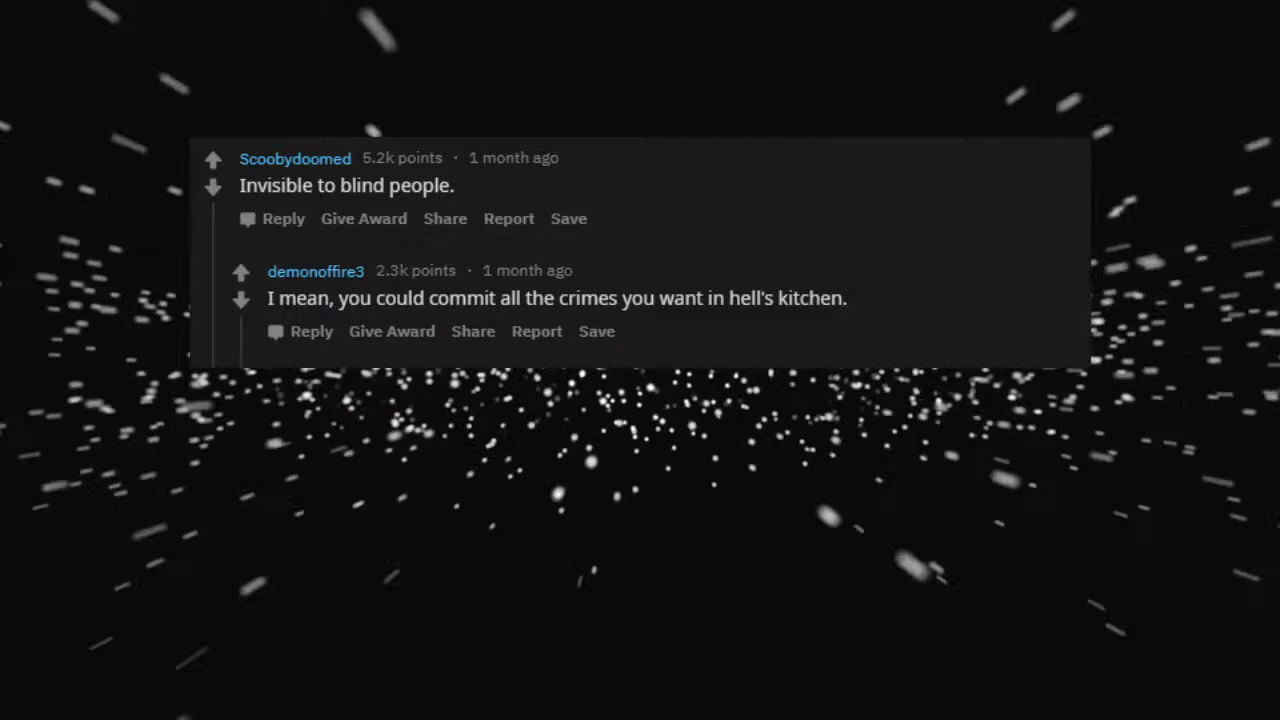 Scoobydoomed 5.2k points · 1 month ago
Invisible to blind people.
Reply Give Award Share Report Save
demonoffire3 2.3k points · 1 month ago
I mean, you could commit all the crimes you want in hell's kitchen.
Reply Give Award Share Report Save